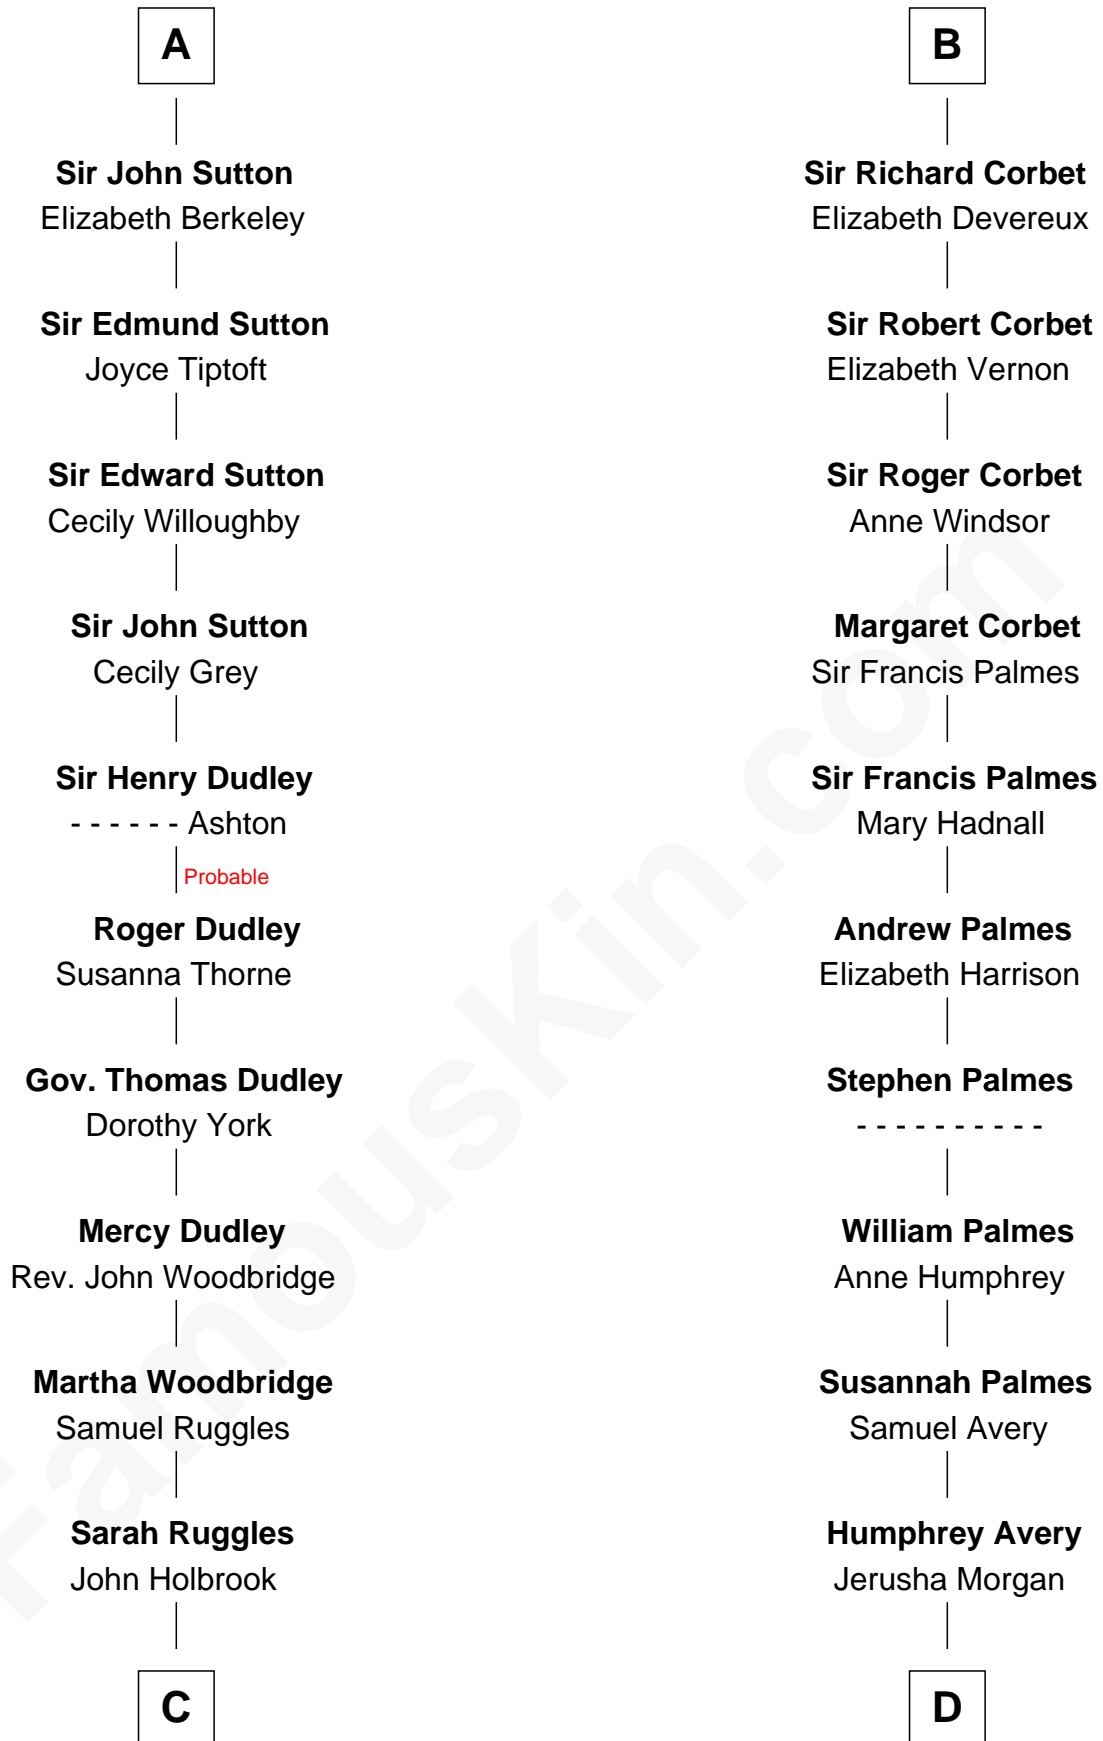 A
Sir John Sutton
Elizabeth Berkeley
Sir Edmund Sutton
Joyce Tiptoft
Sir Edward Sutton
Cecily Willoughby
Sir John Sutton
Cecily Grey
Sir Henry Dudley
- - - - - - Ashton
Probable
Roger Dudley
Susanna Thorne
Gov. Thomas Dudley
Dorothy York
Mercy Dudley
Rev. John Woodbridge
Martha Woodbridge
Samuel Ruggles
Sarah Ruggles
John Holbrook
C
B
Sir Richard Corbet
Elizabeth Devereux
Sir Robert Corbet
Elizabeth Vernon
Sir Roger Corbet
Anne Windsor
Margaret Corbet
Sir Francis Palmes
Sir Francis Palmes
Mary Hadnall
Andrew Palmes
Elizabeth Harrison
Stephen Palmes
- - - - - - - - - -
William Palmes
Anne Humphrey
Susannah Palmes
Samuel Avery
Humphrey Avery
Jerusha Morgan
D
FamousKin.com